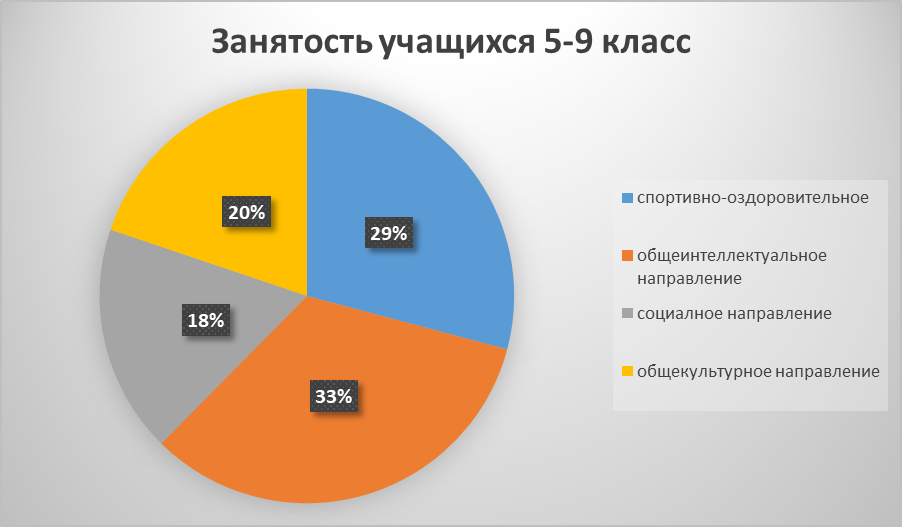 Занятость учащихся 5-9 класс
20%
29%
18%
33%
спортивно-оздоровительное
общеинтеллектуальное
направление
социалное направление
общекультурное направление